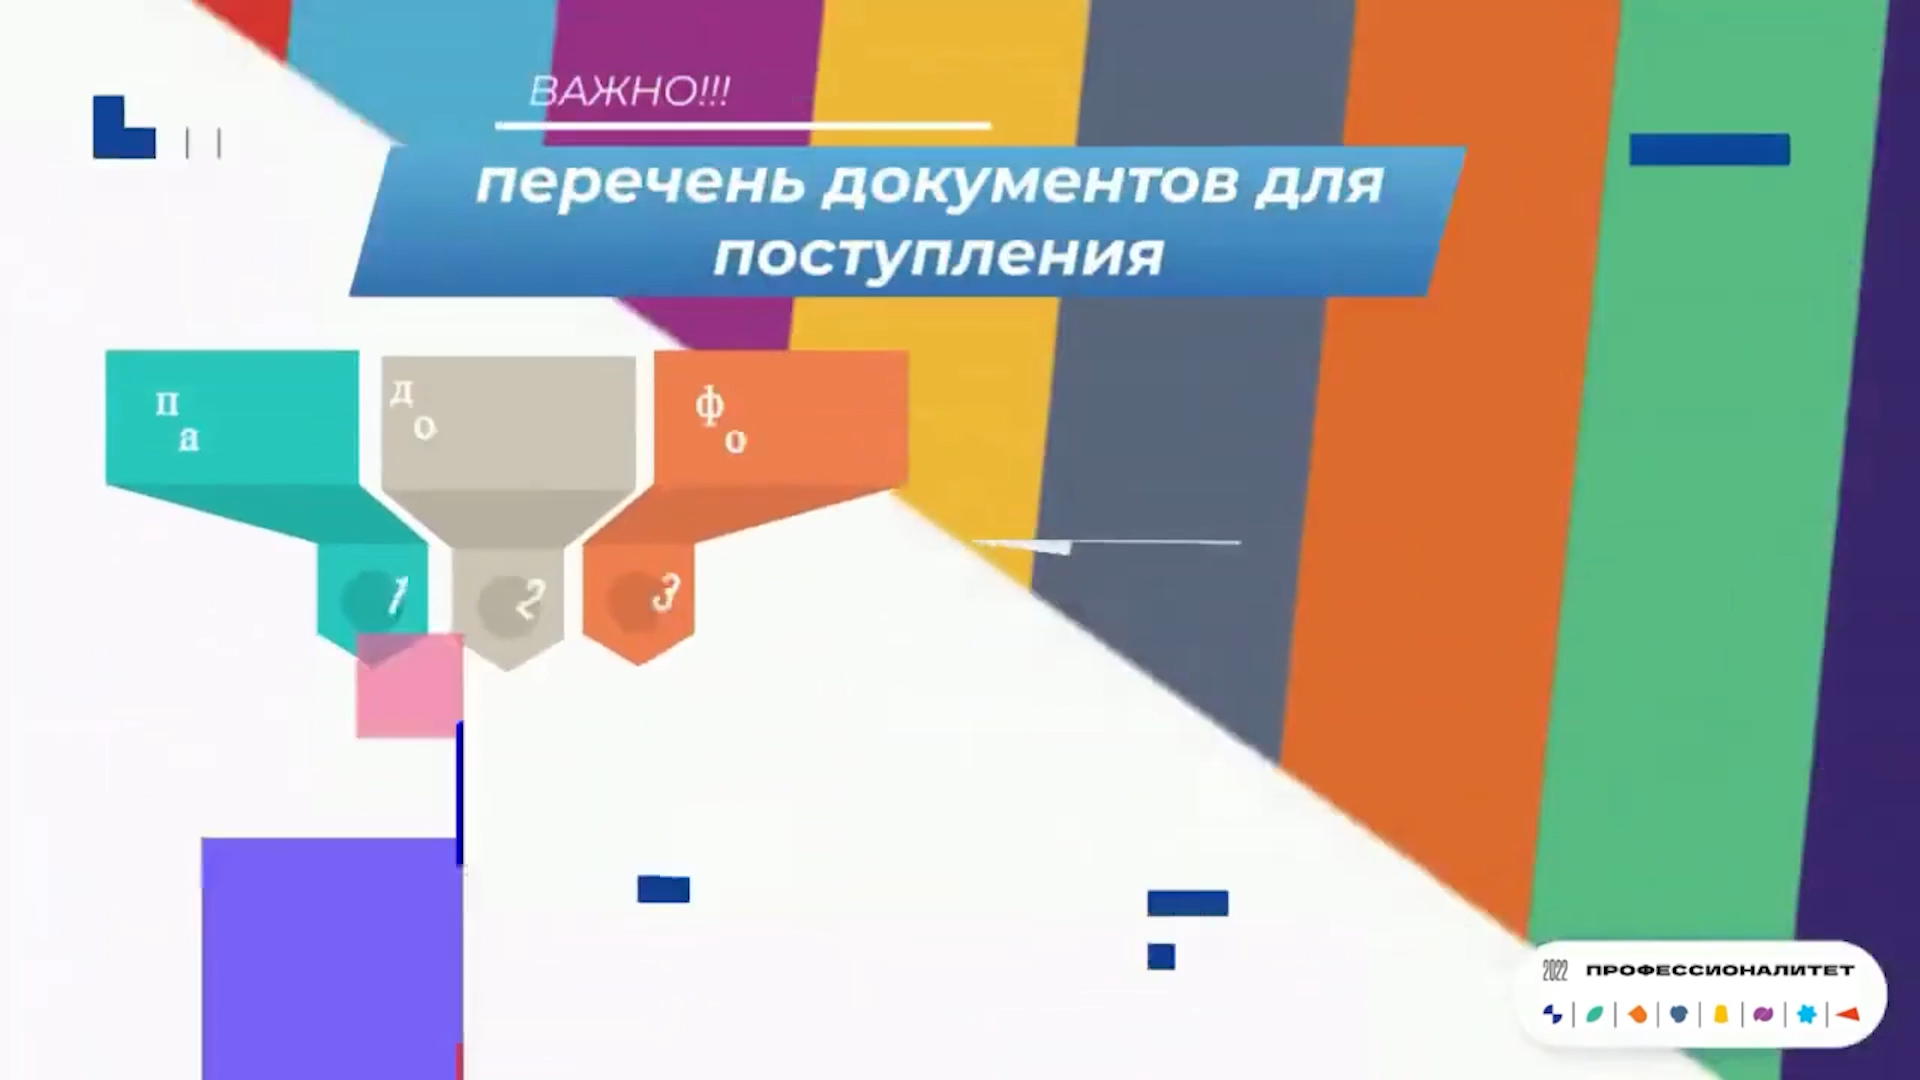 ВАЖНО!!!
перечень документов для
поступления
п
а
д
о
ф
о
1
2
3
2022 ПРОФЕССИОНАЛИТЕТ